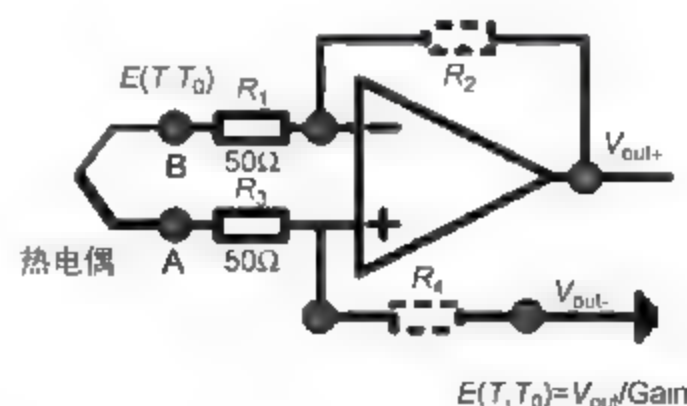 E(T T₀)
R₁
R₂
B
50Ω
Vout+
R₃
热电偶
A
50Ω
R₄
Vout-
E(T,T₀)=Vout/Gain